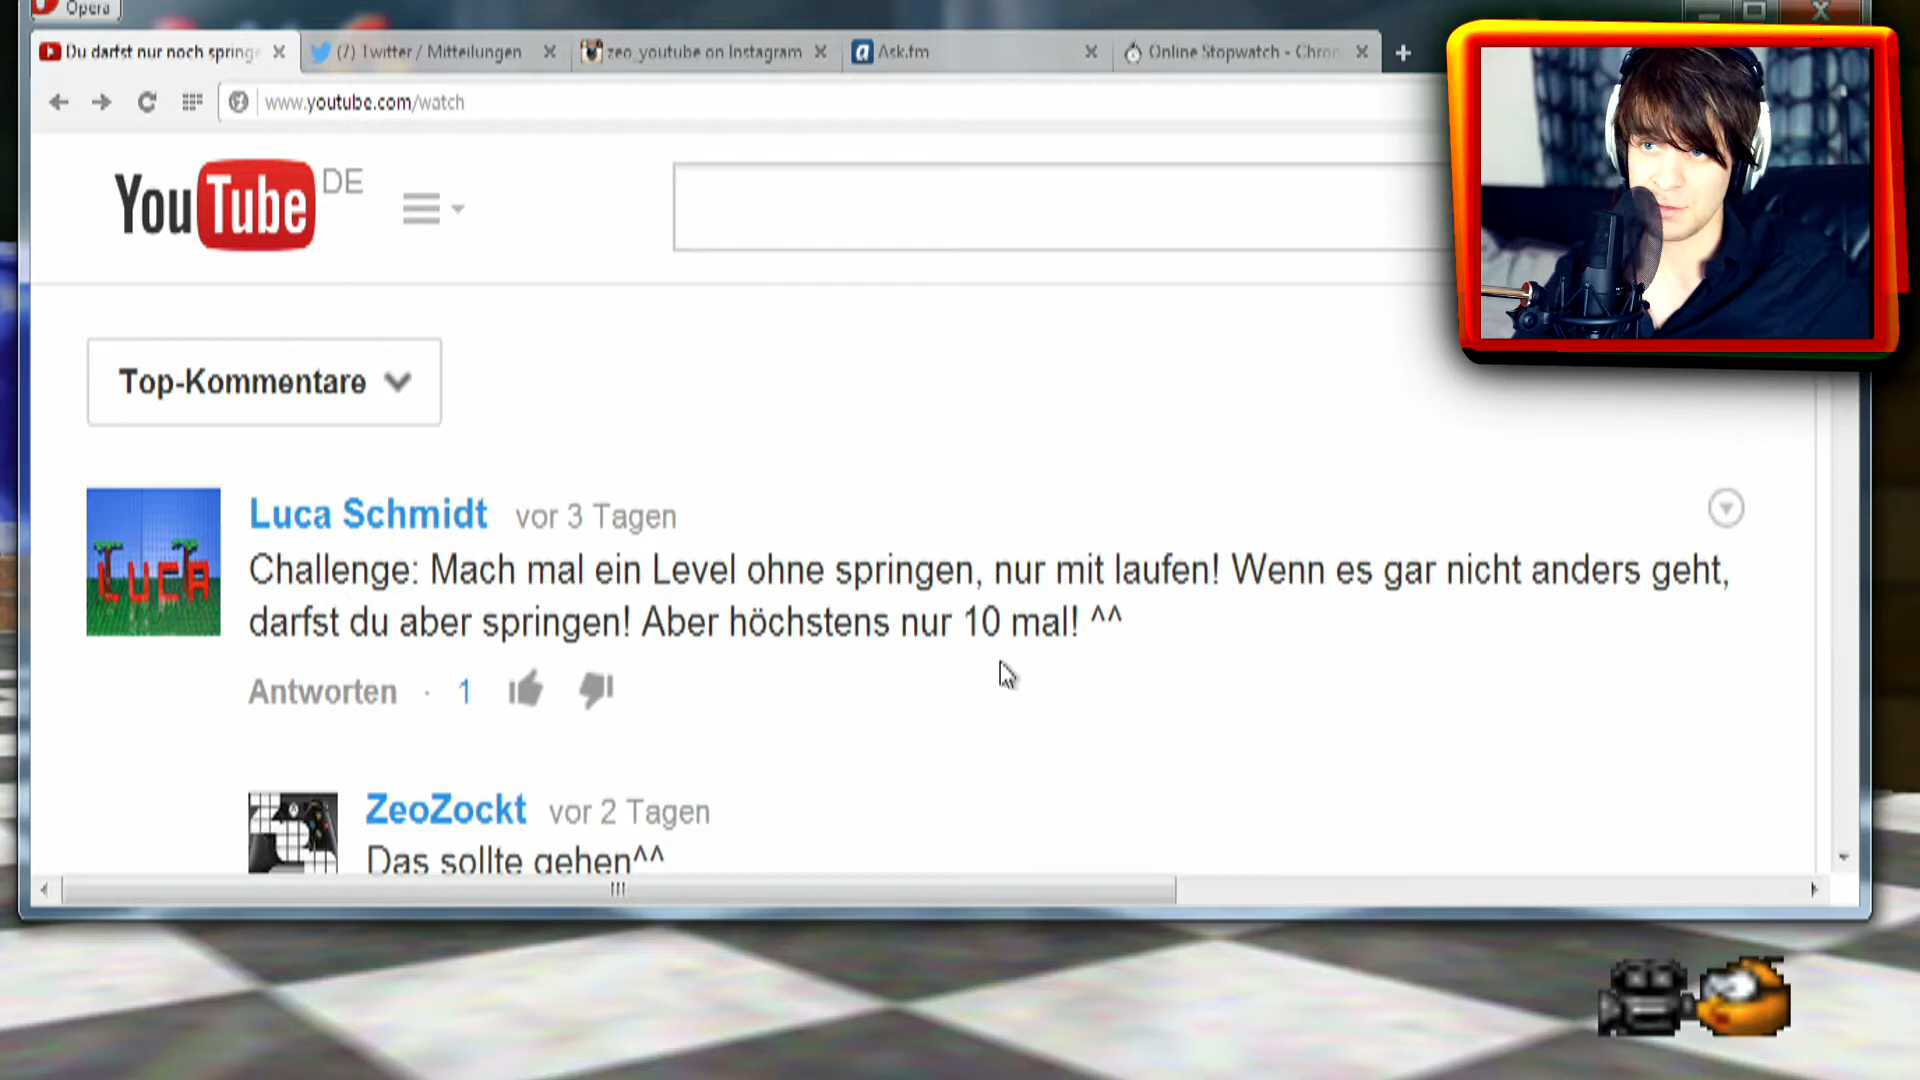 Opera
Du darfst nur noch springe
(7) Twitter / Mitteilungen
zeo_youtube on Instagram
a Ask.fm
Online Stopwatch - Chron
www.youtube.com/watch
YouTube DE
Top-Kommentare
LUCA
Luca Schmidt vor 3 Tagen
Challenge: Mach mal ein Level ohne springen, nur mit laufen! Wenn es gar nicht anders geht,
darfst du aber springen! Aber höchstens nur 10 mal! ^^
Antworten · 1
ZeoZockt vor 2 Tagen
Das sollte gehen^^